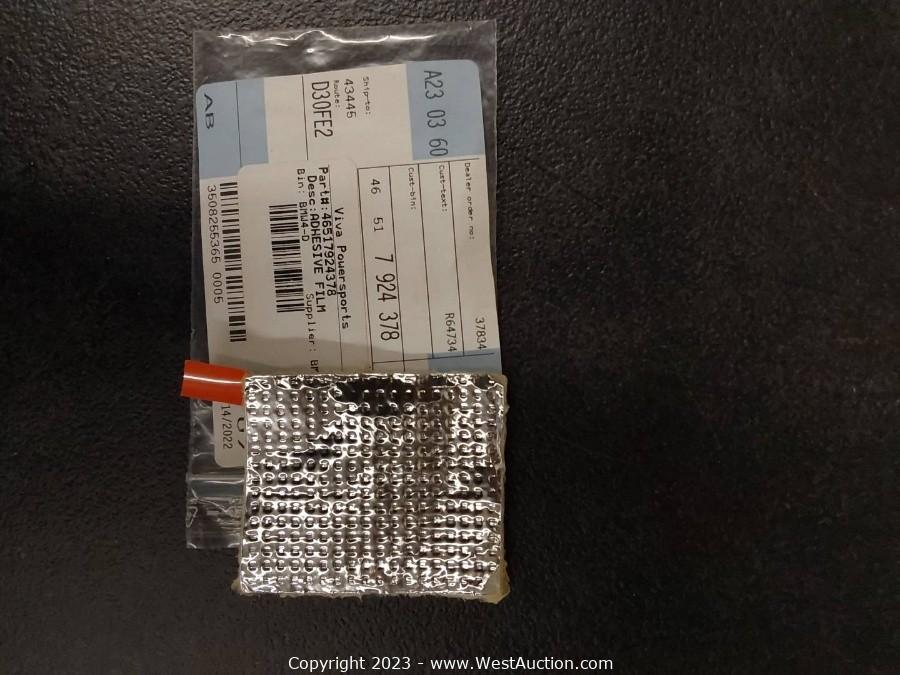 A23 03 60
Ship-to:
43445
Route:
D30FE2
AB
Dealer order no:
37834
Cust-text:
R64734
Cust-bin:
46 51 7 924 378
Viva Powersports
Part#:46517924378
Desc:ADHESIVE FILM
Bin: BMW4-D
Supplier:
14/2022
3508255365 0005
Copyright 2023 - www.WestAuction.com